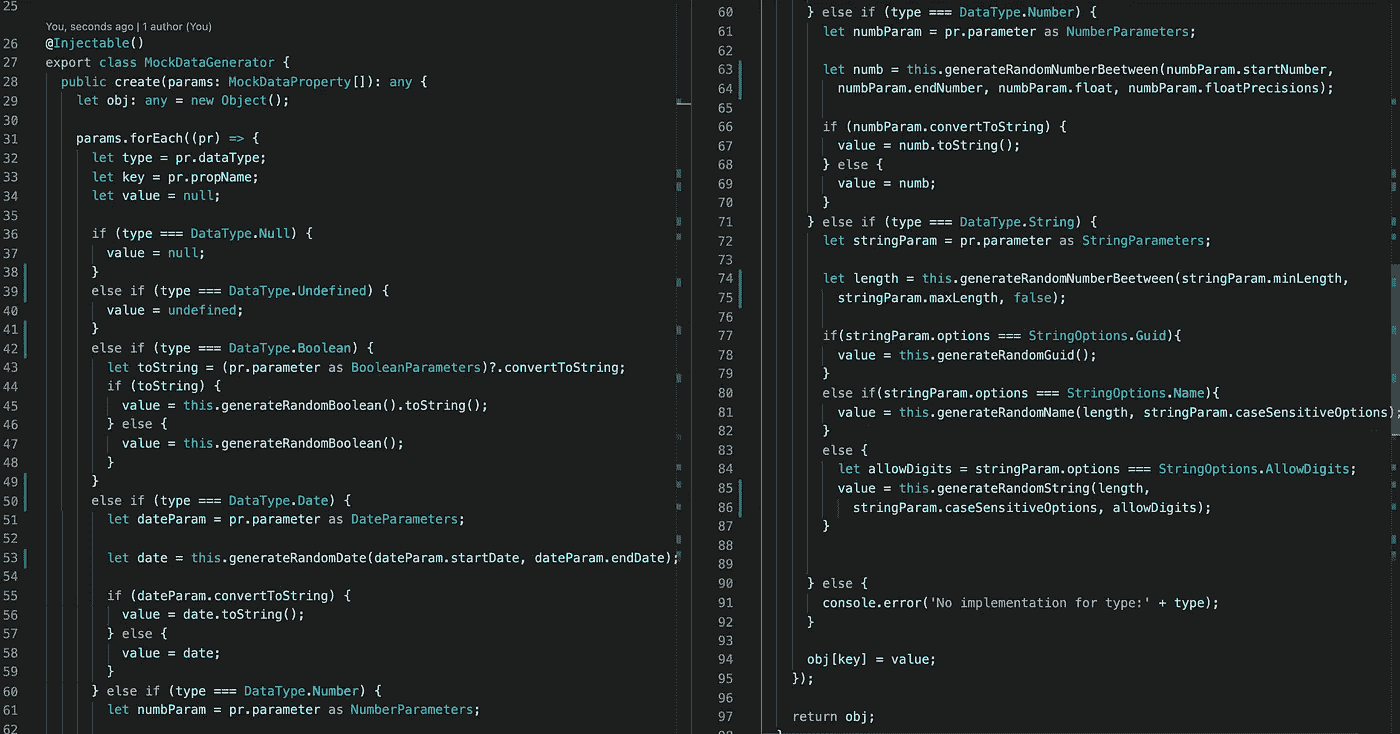 25
You, seconds ago | 1 author (You)
26 @Injectable()
27 export class MockDataGenerator {
28 public create(params: MockDataProperty[]): any {
29 let obj: any = new Object();
30
31 params.forEach((pr) => {
32 let type = pr.dataType;
33 let key = pr.propName;
34 let value = null;
35
36 if (type === DataType.Null) {
37 value = null;
38 }
39 else if (type === DataType.Undefined) {
40 value = undefined;
41 }
42 else if (type === DataType.Boolean) {
43 let toString = (pr.parameter as BooleanParameters)?.convertToString;
44 if (toString) {
45 value = this.generateRandomBoolean().toString();
46 } else {
47 value = this.generateRandomBoolean();
48 }
49 }
50 else if (type === DataType.Date) {
51 let dateParam = pr.parameter as DateParameters;
52
53 let date = this.generateRandomDate(dateParam.startDate, dateParam.endDate);
54
55 if (dateParam.convertToString) {
56 value = date.toString();
57 } else {
58 value = date;
59 }
60 } else if (type === DataType.Number) {
61 let numbParam = pr.parameter as NumberParameters;
62
60 } else if (type === DataType.Number) {
61 let numbParam = pr.parameter as NumberParameters;
62
63 let numb = this.generateRandomNumberBeetween(numbParam.startNumber,
64 numbParam.endNumber, numbParam.float, numbParam.floatPrecisions);
65
66 if (numbParam.convertToString) {
67 value = numb.toString();
68 } else {
69 value = numb;
70 }
71 } else if (type === DataType.String) {
72 let stringParam = pr.parameter as StringParameters;
73
74 let length = this.generateRandomNumberBeetween(stringParam.minLength,
75 stringParam.maxLength, false);
76
77 if(stringParam.options === StringOptions.Guid){
78 value = this.generateRandomGuid();
79 }
80 else if(stringParam.options === StringOptions.Name){
81 value = this.generateRandomName(length, stringParam.caseSensitiveOptions);
82 }
83 else {
84 let allowDigits = stringParam.options === StringOptions.AllowDigits;
85 value = this.generateRandomString(length,
86 stringParam.caseSensitiveOptions, allowDigits);
87 }
88
89
90 } else {
91 console.error('No implementation for type:' + type);
92 }
93
94 obj[key] = value;
95 });
96
97 return obj;
98 }